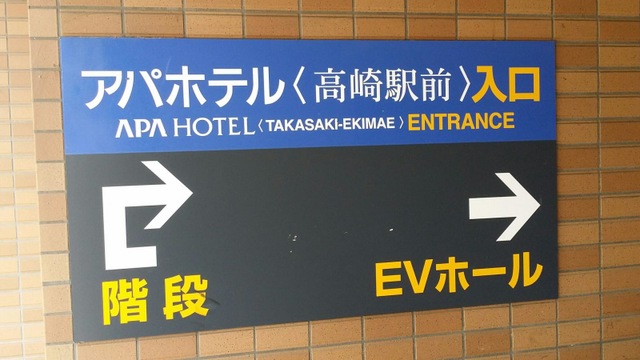 アパホテル〈高崎駅前〉入口
APA HOTEL〈TAKASAKI-EKIMAE〉ENTRANCE
階段
EVホール